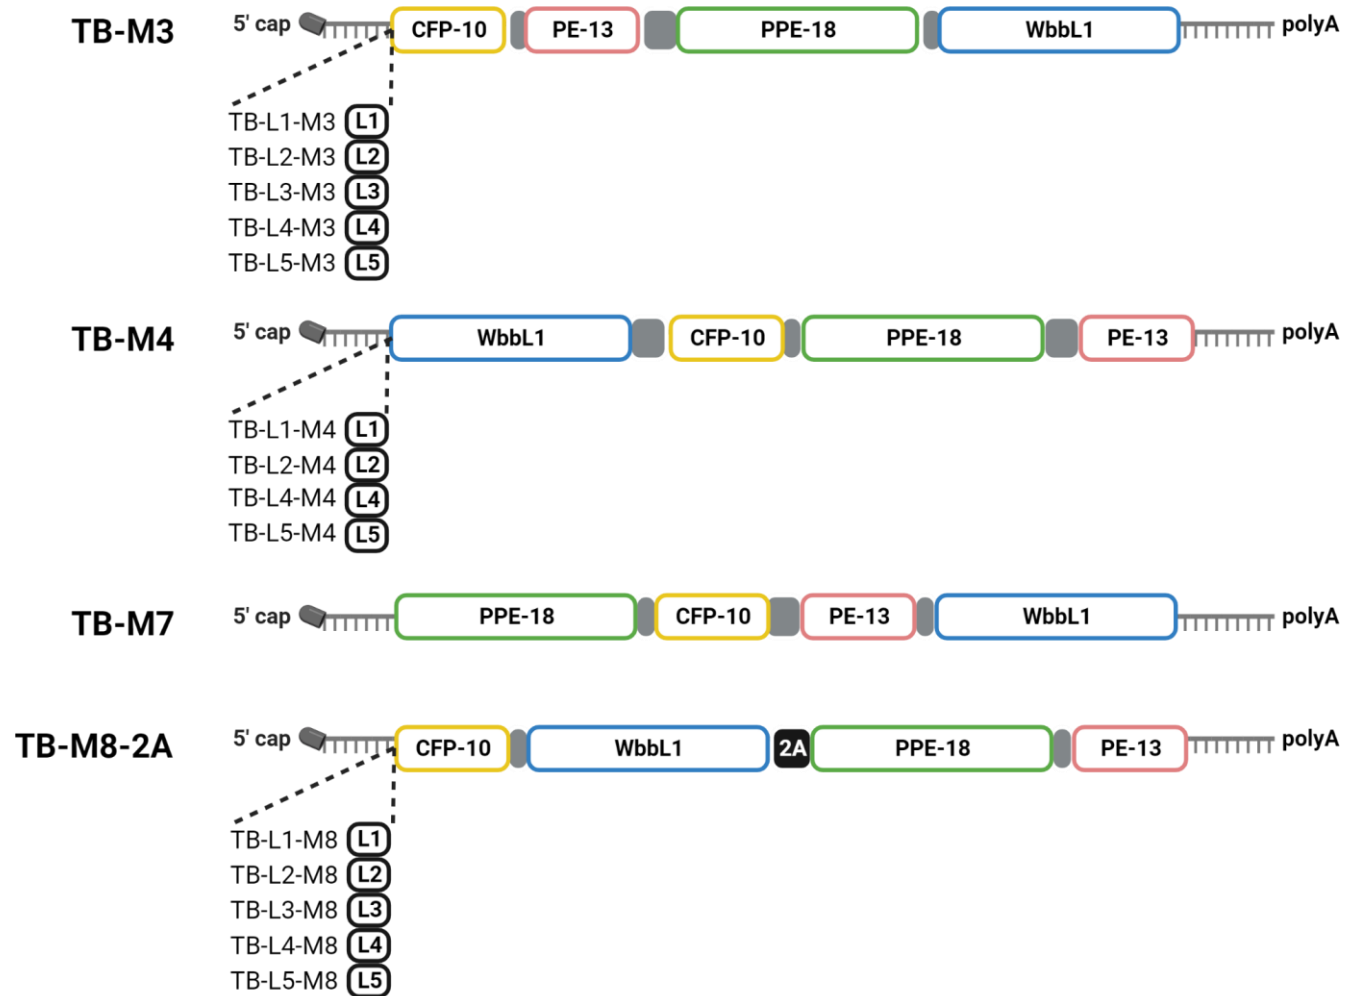 TB-M3 5' cap CFP-10 PE-13 PPE-18 WbbL1 polyA
TB-L1-M3 L1
TB-L2-M3 L2
TB-L3-M3 L3
TB-L4-M3 L4
TB-L5-M3 L5
TB-M4 5' cap WbbL1 CFP-10 PPE-18 PE-13 polyA
TB-L1-M4 L1
TB-L2-M4 L2
TB-L4-M4 L4
TB-L5-M4 L5
TB-M7 5' cap PPE-18 CFP-10 PE-13 WbbL1 polyA
TB-M8-2A 5' cap CFP-10 WbbL1 2A PPE-18 PE-13 polyA
TB-L1-M8 L1
TB-L2-M8 L2
TB-L3-M8 L3
TB-L4-M8 L4
TB-L5-M8 L5